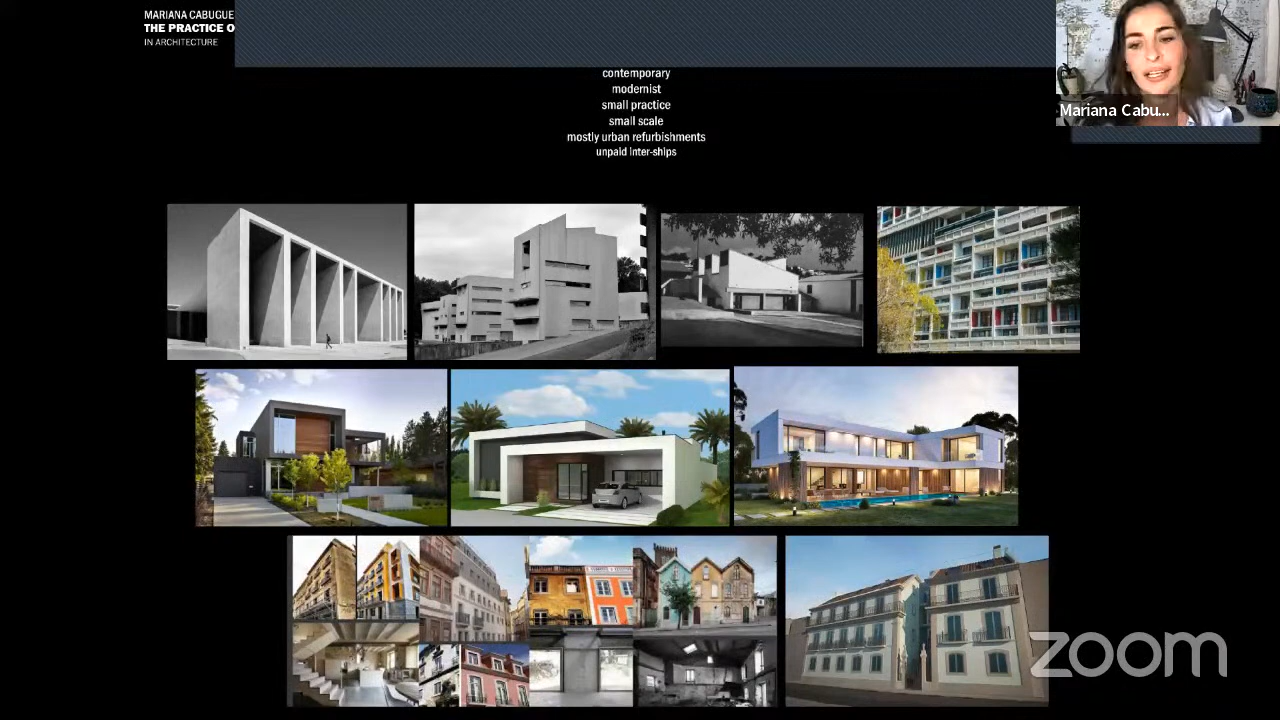 MARIANA CABUGUE
THE PRACTICE O
IN ARCHITECTURE
contemporary
modernist
small practice
small scale
mostly urban refurbishments
unpaid inter-ships
Mariana Cabu...
zoom